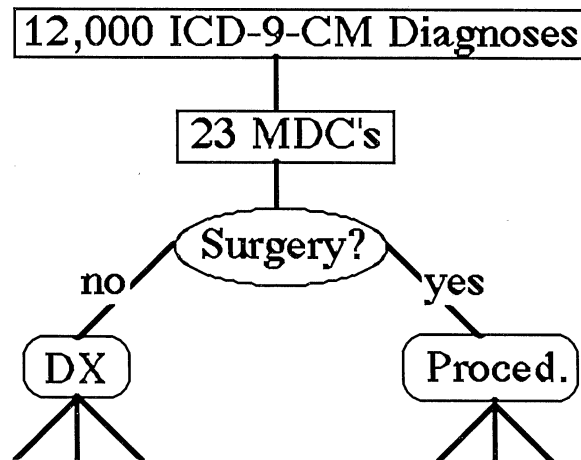 12,000 ICD-9-CM Diagnoses
23 MDC's
Surgery?
no
yes
DX
Proced.